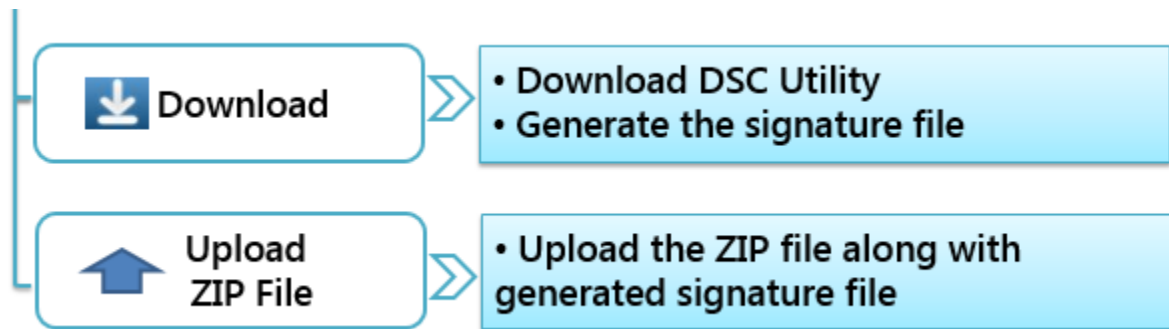 Download
• Download DSC Utility
• Generate the signature file
Upload
ZIP File
• Upload the ZIP file along with
generated signature file